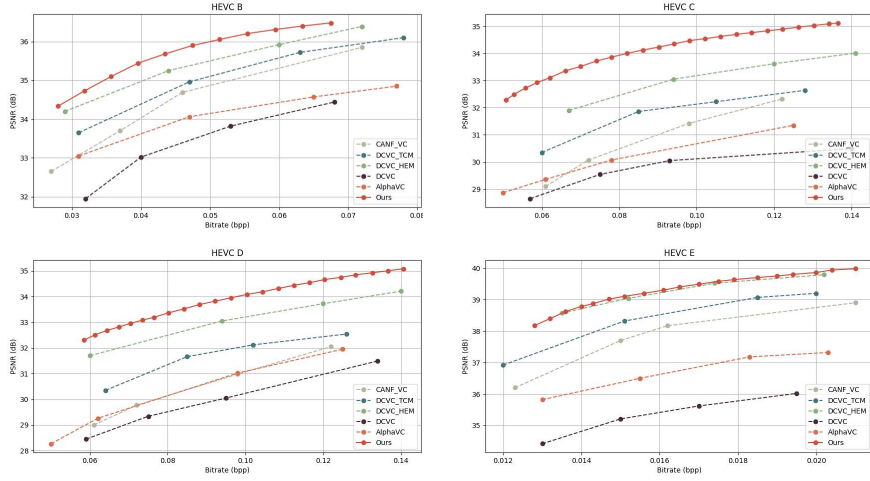 HEVC B
PSNR (dB)
36
35
34
33
32
0.03 0.04 0.05 0.06 0.07 0.08
Bitrate (bpp)
CANF_VC
DCVC_TCM
DCVC_HEM
DCVC
AlphaVC
Ours
HEVC C
PSNR (dB)
35
34
33
32
31
30
29
0.06 0.08 0.10 0.12 0.14
Bitrate (bpp)
CANF_VC
DCVC_TCM
DCVC_HEM
DCVC
AlphaVC
Ours
HEVC D
PSNR (dB)
35
34
33
32
31
30
29
28
0.06 0.08 0.10 0.12 0.14
Bitrate (bpp)
CANF_VC
DCVC_TCM
DCVC_HEM
DCVC
AlphaVC
Ours
HEVC E
PSNR (dB)
40
39
38
37
36
35
0.012 0.014 0.016 0.018 0.020
Bitrate (bpp)
CANF_VC
DCVC_TCM
DCVC_HEM
DCVC
AlphaVC
Ours